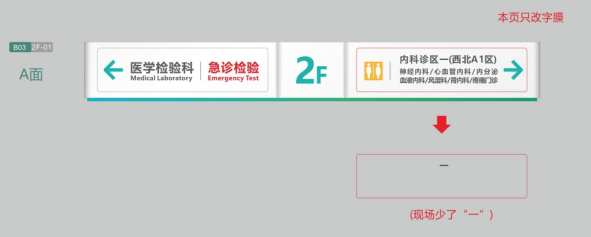 本页只改字膜
B03 2F-01
A面
医学检验科
Medical Laboratory
急诊检验
Emergency Test
2F
内科诊区一(西北A1区)
神经内科/心血管内科/内分泌
血液内科/风湿科/肾内科/疼痛门诊
一
(现场少了“一”)